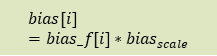 bias[i]
= bias_f[i] * bias_scale